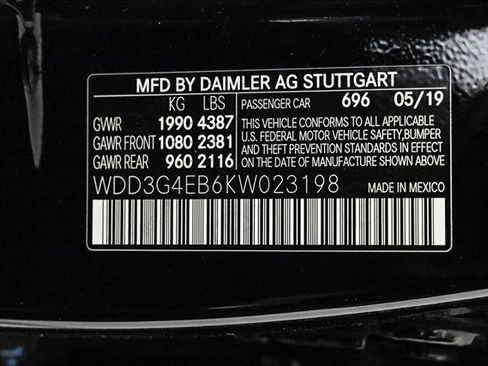 MFD BY DAIMLER AG STUTTGART
KG LBS PASSENGER CAR 696 05/19
GVWR 1990 4387 THIS VEHICLE CONFORMS TO ALL APPLICABLE
GAWR FRONT 1080 2381 U.S. FEDERAL MOTOR VEHICLE SAFETY,BUMPER
AND THEFT PREVENTION STANDARDS IN EFFECT
GAWR REAR 960 2116 ON THE DATE OF MANUFACTURE SHOWN ABOVE.
WDD3G4EB6KW023198 MADE IN MEXICO